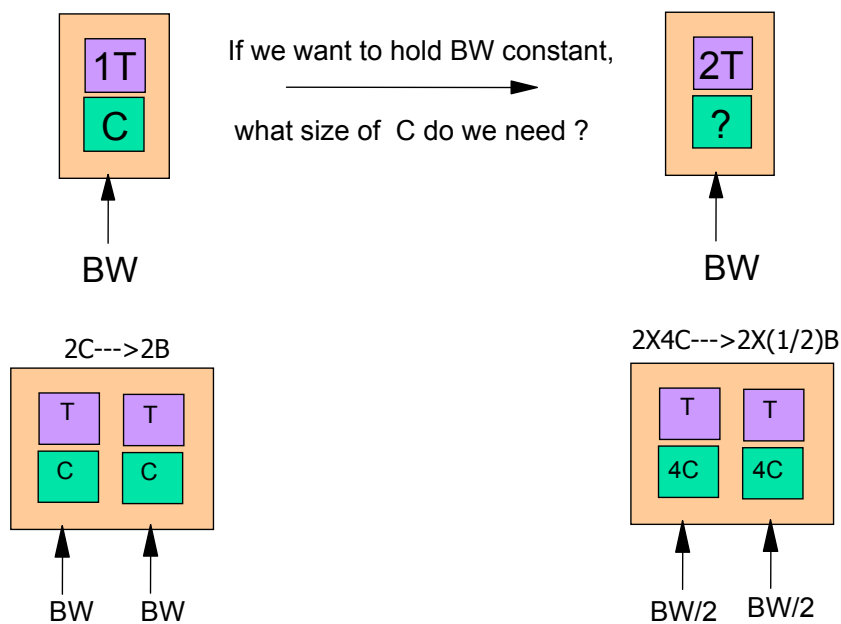 1T
C
BW
If we want to hold BW constant,
what size of C do we need ?
2T
?
BW
2C--->2B
T T
C C
BW BW
2X4C--->2X(1/2)B
T T
4C 4C
BW/2 BW/2